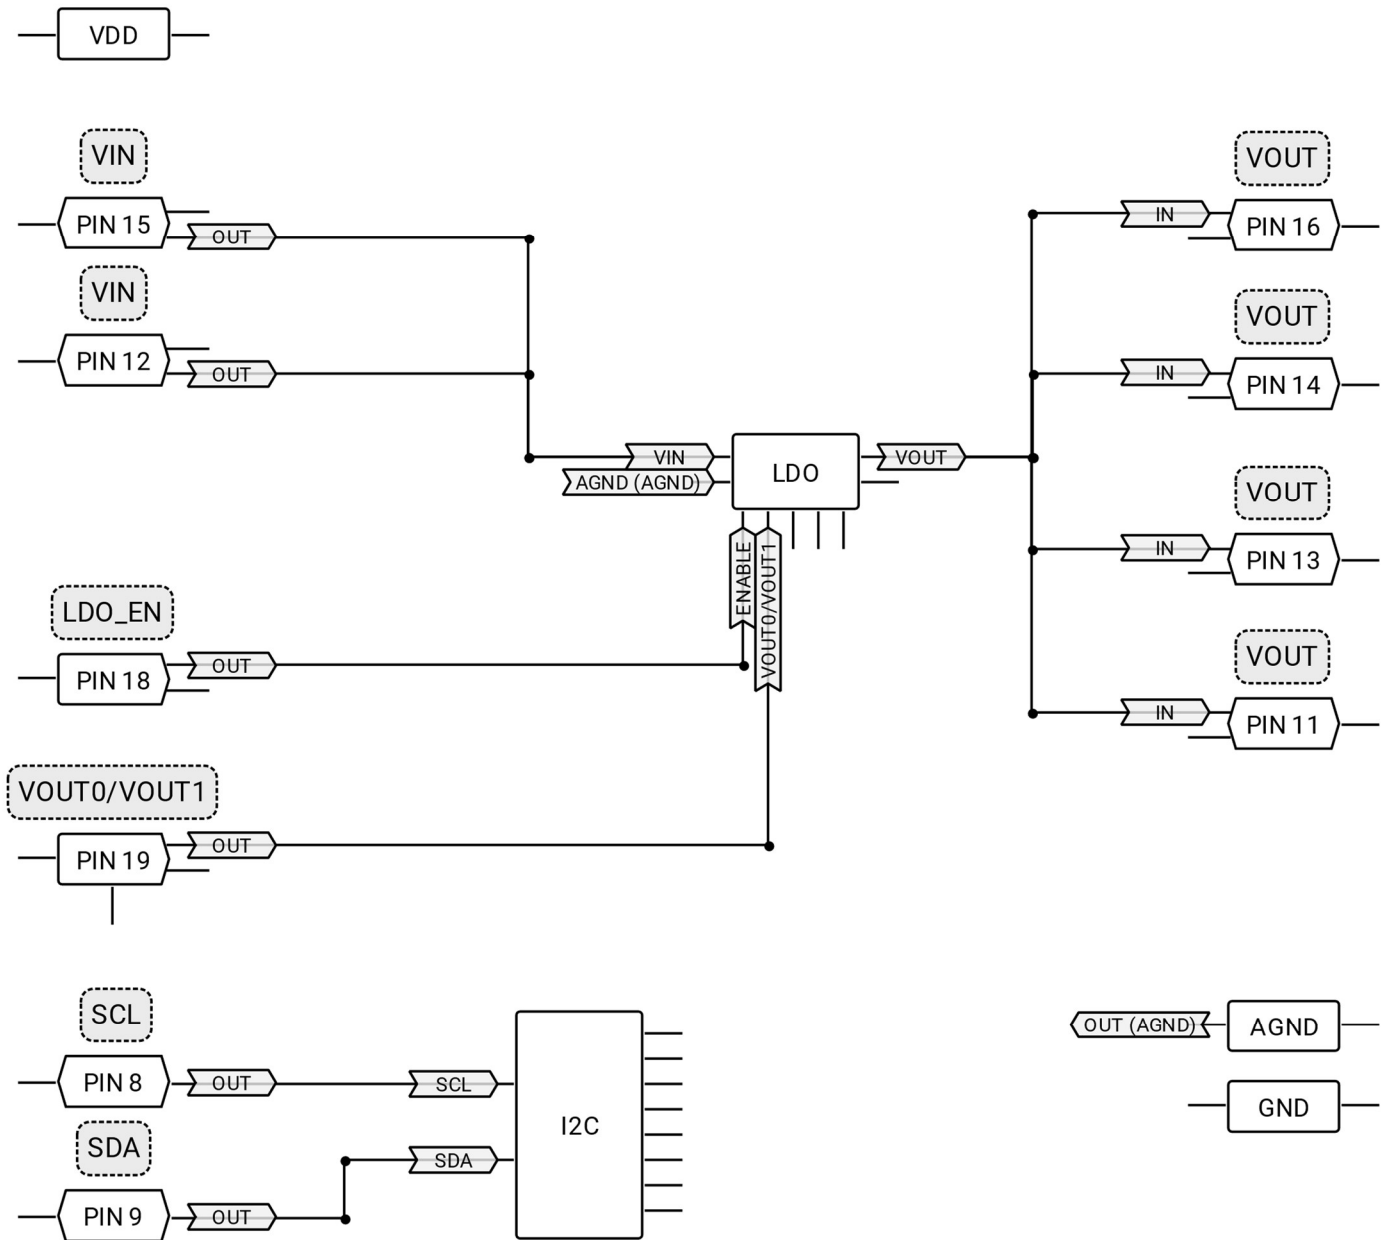 VDD
VIN
PIN 15
OUT
VIN
PIN 12
OUT
VOUT
IN
PIN 16
VOUT
IN
PIN 14
VIN
AGND (AGND)
LDO
VOUT
ENABLE
VOUT0/VOUT1
VOUT
IN
PIN 13
LDO_EN
PIN 18
OUT
VOUT
IN
PIN 11
VOUT0/VOUT1
PIN 19
OUT
SCL
PIN 8
OUT
SCL
I2C
SDA
SDA
PIN 9
OUT
OUT (AGND)
AGND
GND